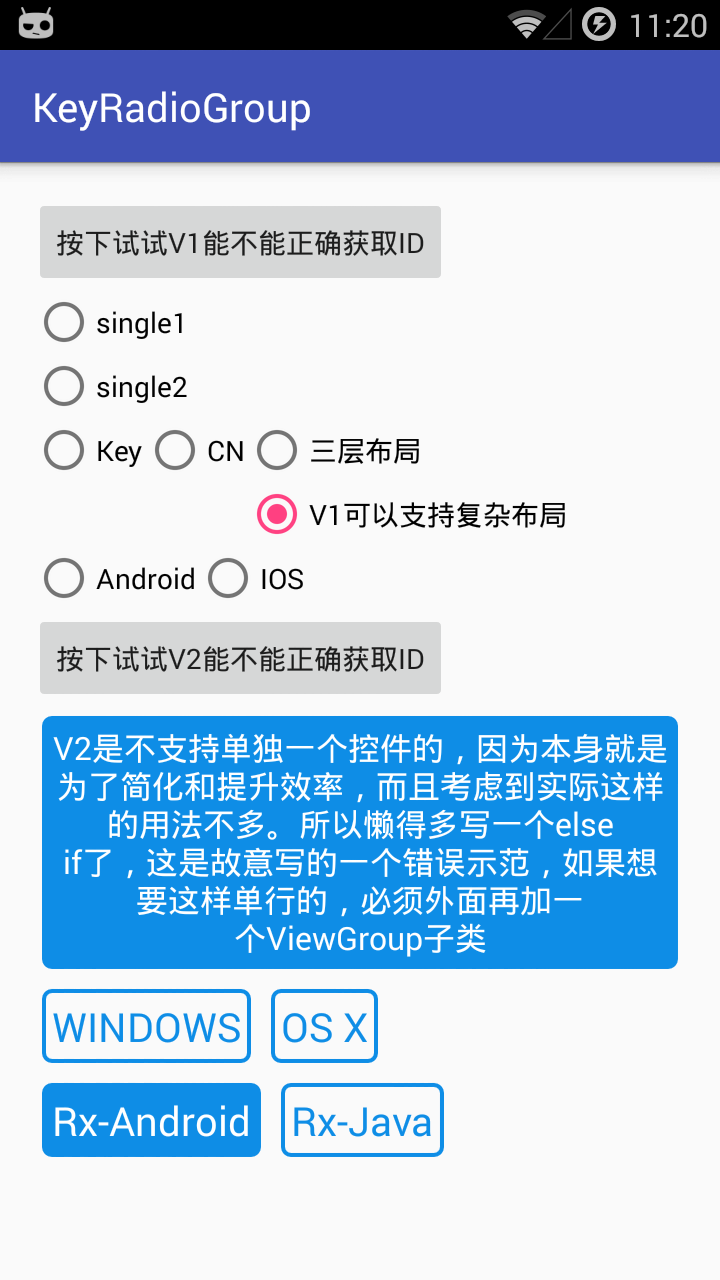 11:20
KeyRadioGroup
按下试试V1能不能正确获取ID
single1
single2
Key CN 三层布局
V1可以支持复杂布局
Android IOS
按下试试V2能不能正确获取ID
V2是不支持单独一个控件的，因为本身就是
为了简化和提升效率，而且考虑到实际这样
的用法不多。所以懒得多写一个else
if了，这是故意写的一个错误示范，如果想
要这样单行的，必须外面再加一
个ViewGroup子类
WINDOWS OS X
Rx-Android Rx-Java